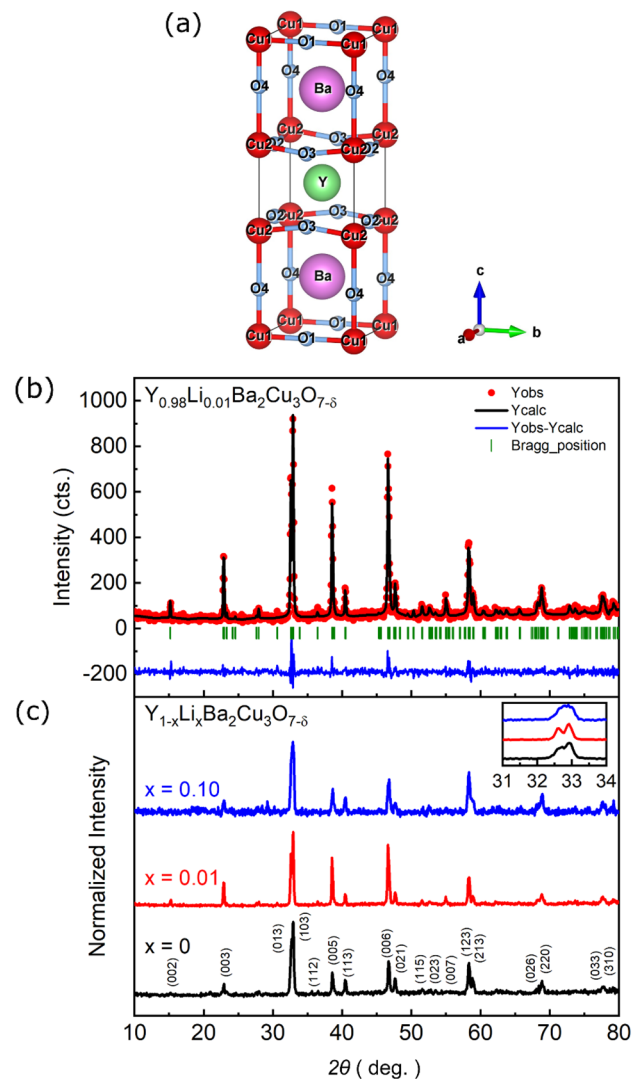 (a)
Cu1 O1 Cu1
Cu1 O1 Cu1
O4 O4
O4 Ba O4
Cu2 O3 Cu2
Cu2 O3 Cu2 O2
Y
O2 Cu2 O3 Cu2
Cu2 O3 Cu2
O4 O4
O4 Ba O4
Cu1 O1 Cu1
Cu1 O1 Cu1
c
a b
(b)
Y0.98Li0.01Ba2Cu3O7-δ
Yobs
Ycalc
Yobs-Ycalc
Bragg_position
Intensity (cts.)
1000
800
600
400
200
0
-200
(c)
Y1-xLixBa2Cu3O7-δ
31 32 33 34
Normalized Intensity
x = 0.10
x = 0.01
x = 0
(002)
(003)
(013)
(103)
(112)
(005)
(113)
(006)
(021)
(115)
(023)
(007)
(123)
(213)
(026)
(220)
(033)
(310)
10 20 30 40 50 60 70 80
2θ ( deg. )